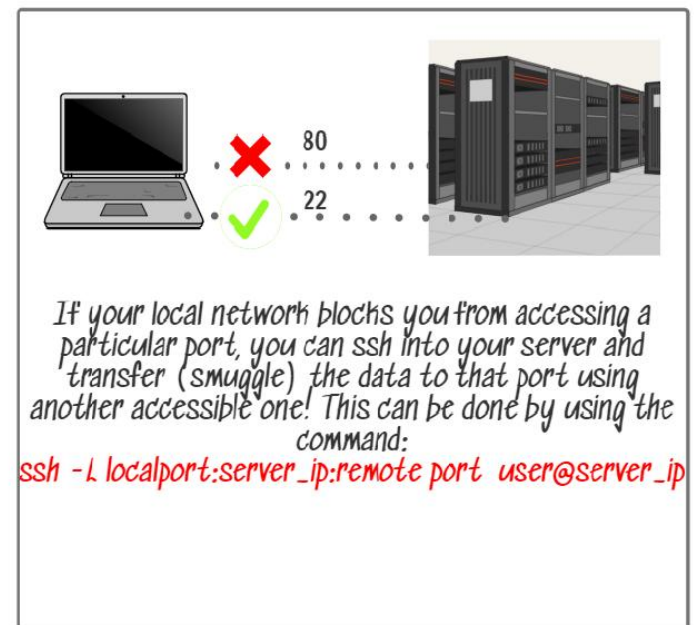 80
22
If your local network blocks you from accessing a
particular port, you can ssh into your server and
transfer (smuggle) the data to that port using
another accessible one! This can be done by using the
command:
ssh -L localport:server_ip:remote port user@server_ip